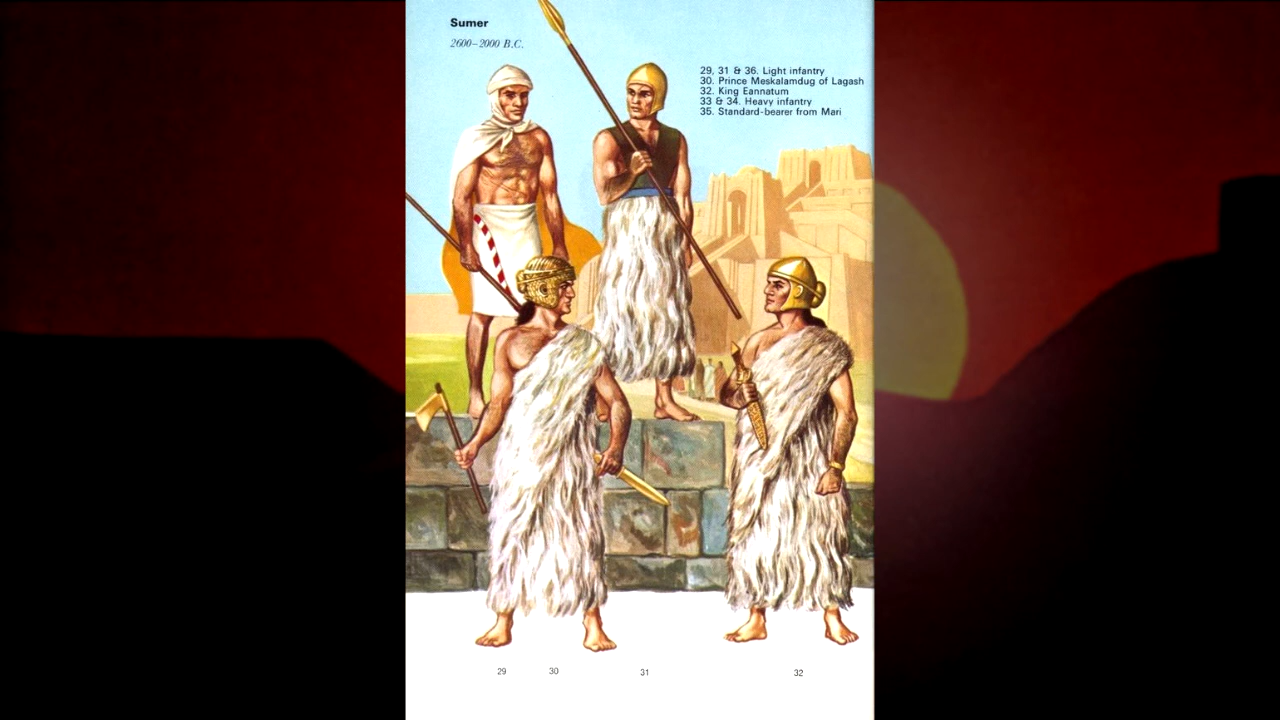 Sumer
2600–2000 B.C.
29, 31 & 36. Light infantry
30. Prince Meskalamdug of Lagash
32. King Eannatum
33 & 34. Heavy infantry
35. Standard-bearer from Mari
29 30 31 32